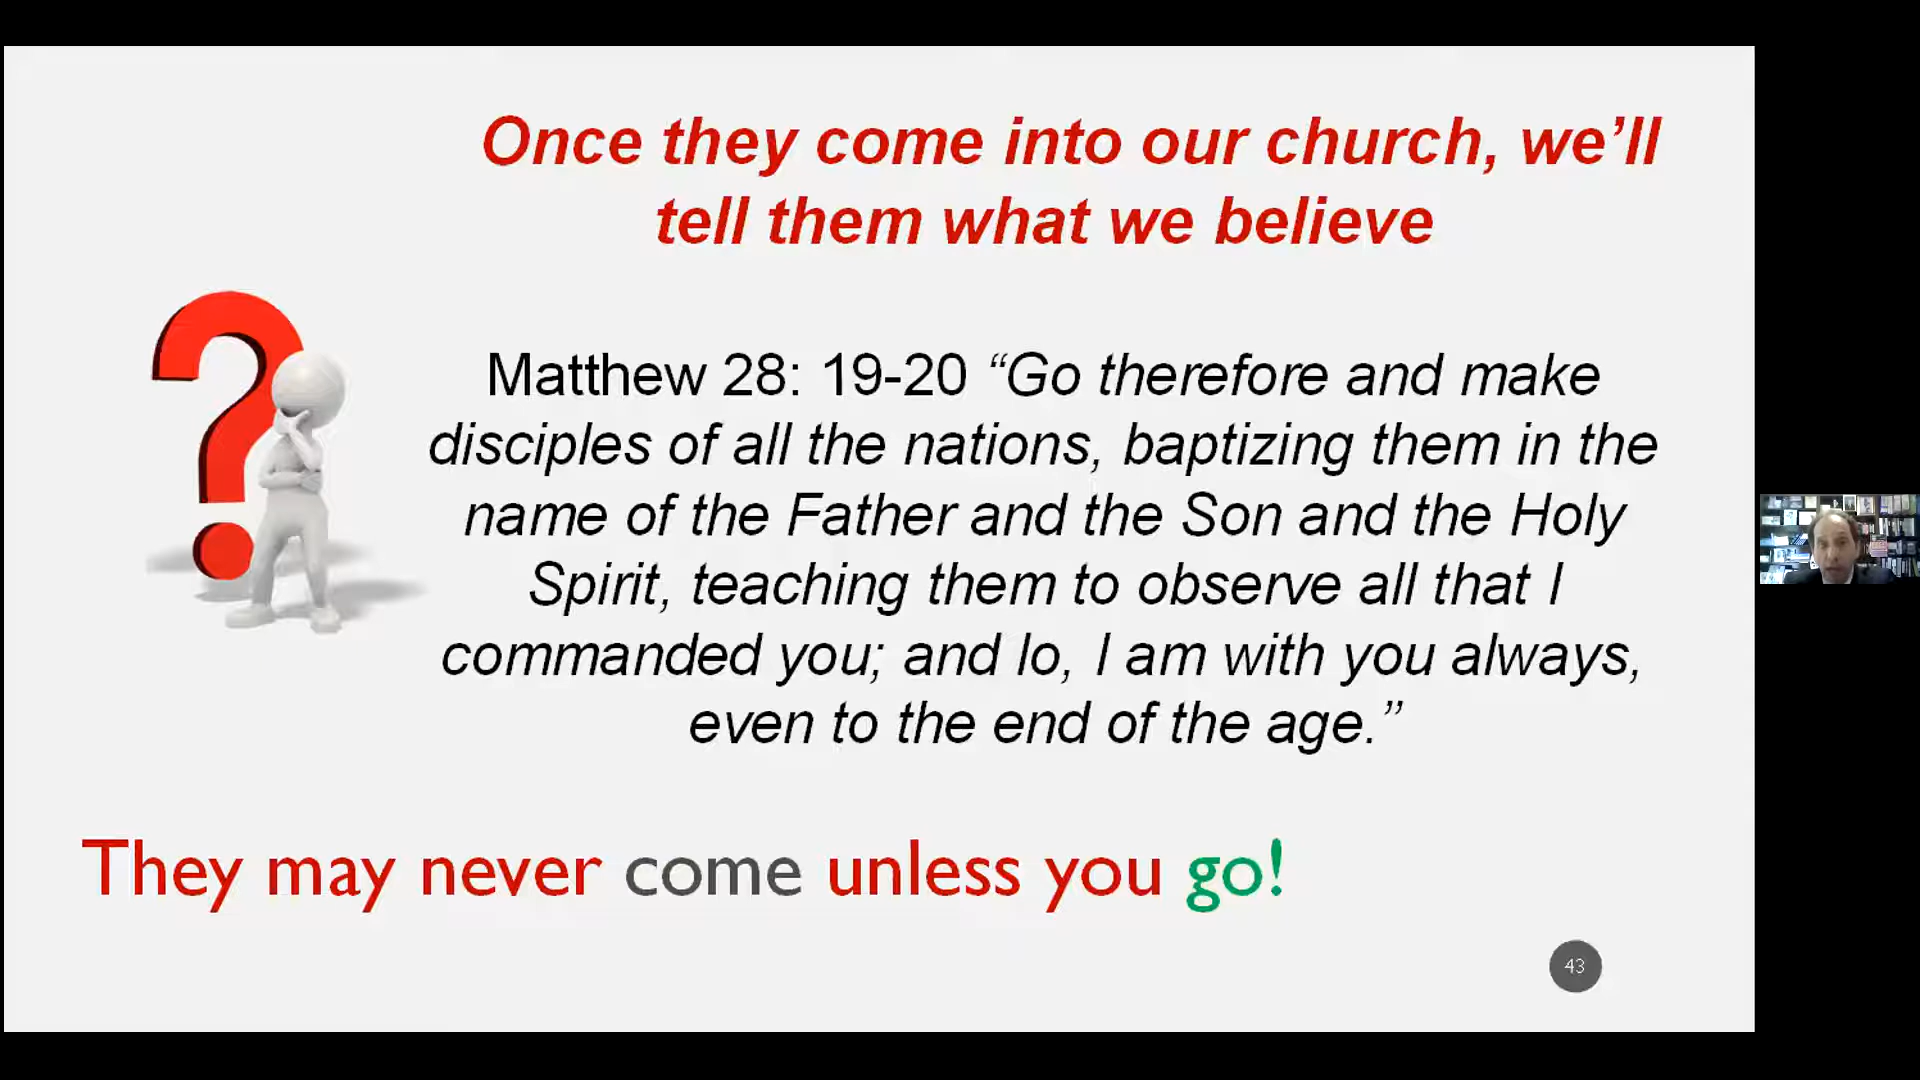 Once they come into our church, we’ll
tell them what we believe
Matthew 28: 19-20 “Go therefore and make
disciples of all the nations, baptizing them in the
name of the Father and the Son and the Holy
Spirit, teaching them to observe all that I
commanded you; and lo, I am with you always,
even to the end of the age.”
They may never come unless you go!
43